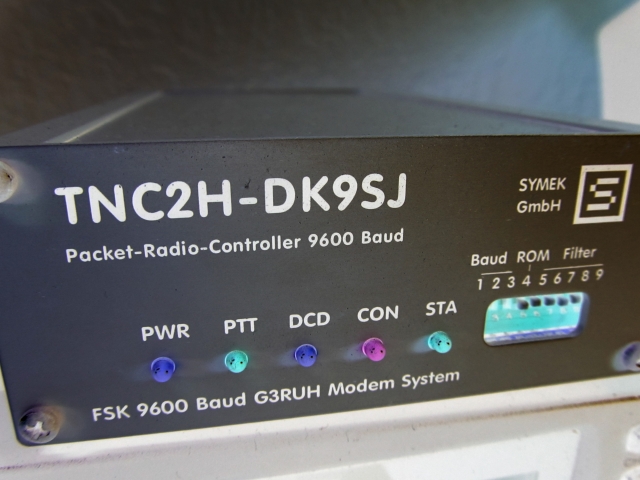 TNC2H-DK9SJ
SYMEK
GmbH
S
Packet-Radio-Controller 9600 Baud
Baud ROM Filter
1 2 3 4 5 6 7 8 9
PWR PTT DCD CON STA
FSK 9600 Baud G3RUH Modem System